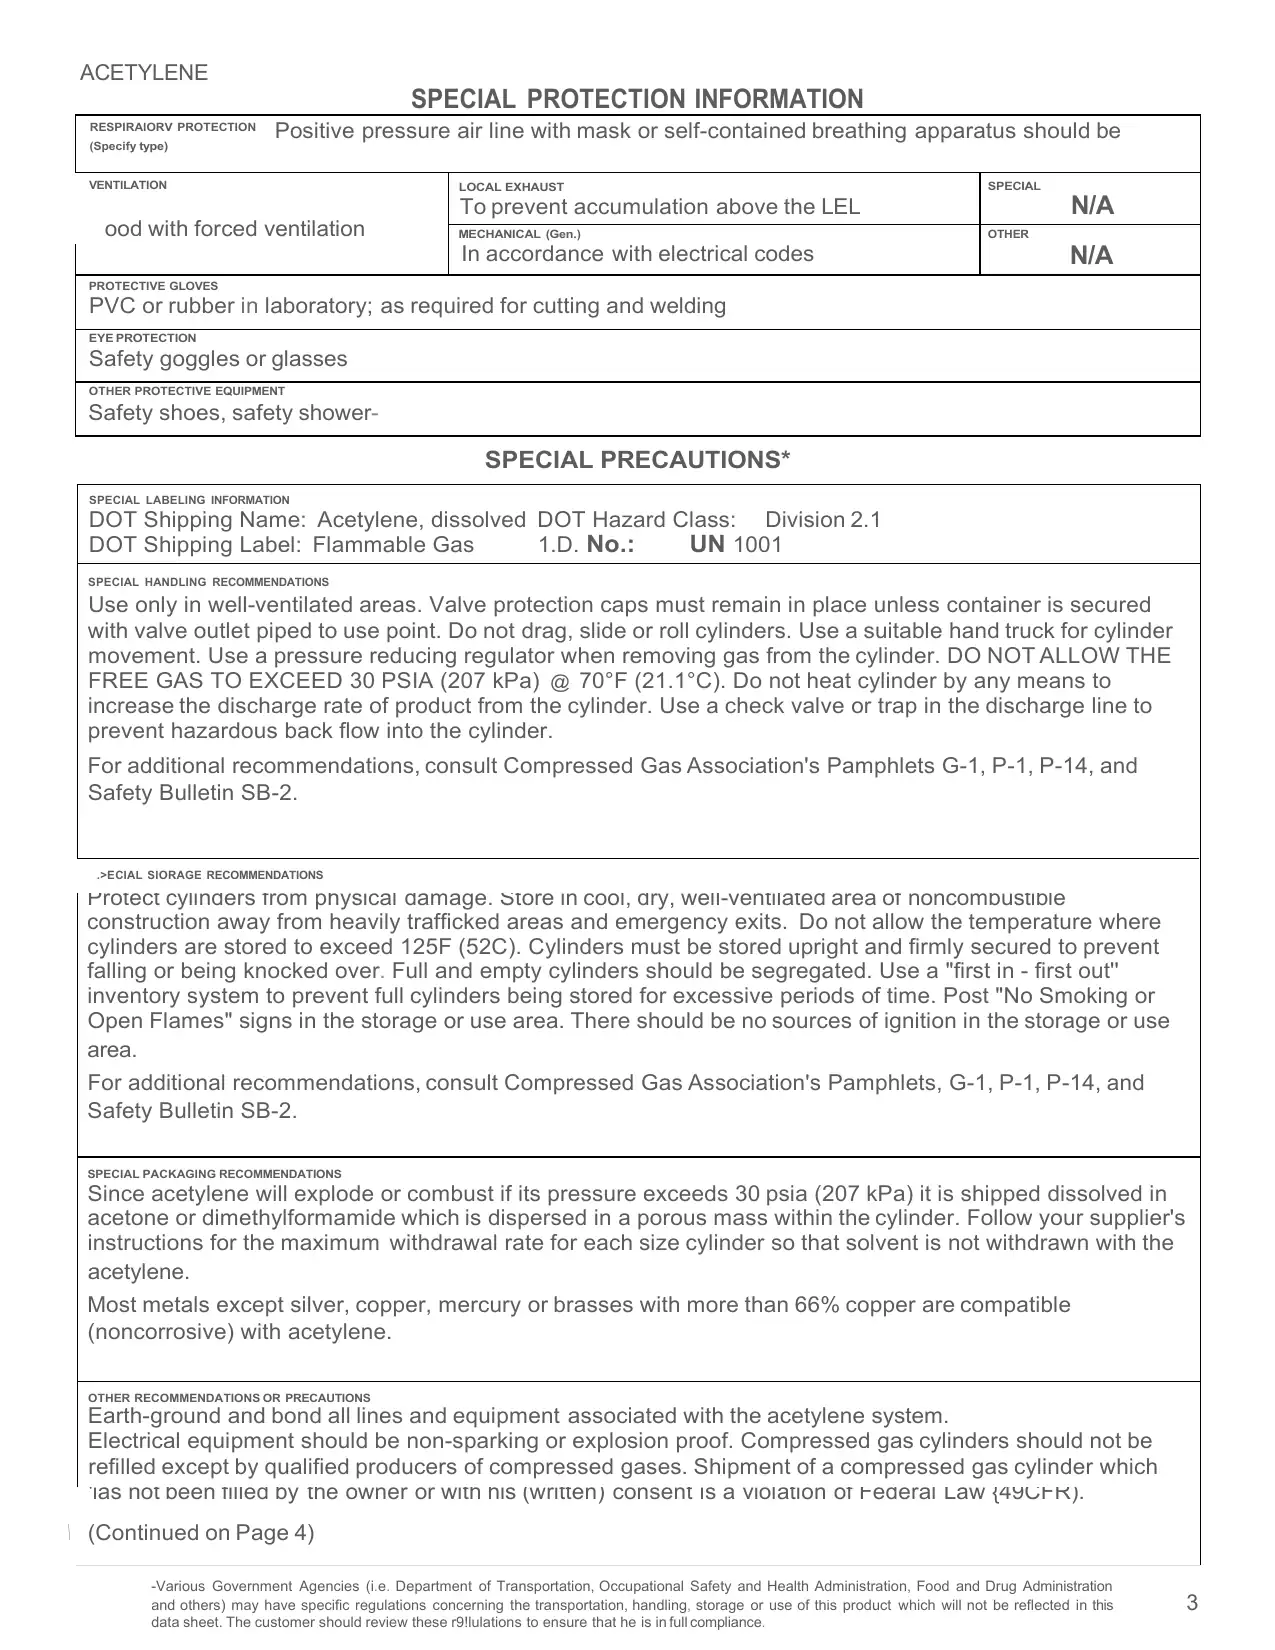 ACETYLENE
SPECIAL PROTECTION INFORMATION
RESPIRAIORV PROTECTION Positive pressure air line with mask or self-contained breathing apparatus should be
(Specify type)
VENTILATION
ood with forced ventilation
LOCAL EXHAUST
To prevent accumulation above the LEL
MECHANICAL (Gen.)
In accordance with electrical codes
SPECIAL
N/A
OTHER
N/A
PROTECTIVE GLOVES
PVC or rubber in laboratory; as required for cutting and welding
EYE PROTECTION
Safety goggles or glasses
OTHER PROTECTIVE EQUIPMENT
Safety shoes, safety shower-
SPECIAL PRECAUTIONS*
SPECIAL LABELING INFORMATION
DOT Shipping Name: Acetylene, dissolved DOT Hazard Class: Division 2.1
DOT Shipping Label: Flammable Gas 1.D. No.: UN 1001
SPECIAL HANDLING RECOMMENDATIONS
Use only in well-ventilated areas. Valve protection caps must remain in place unless container is secured
with valve outlet piped to use point. Do not drag, slide or roll cylinders. Use a suitable hand truck for cylinder
movement. Use a pressure reducing regulator when removing gas from the cylinder. DO NOT ALLOW THE
FREE GAS TO EXCEED 30 PSIA (207 kPa) @ 70°F (21.1°C). Do not heat cylinder by any means to
increase the discharge rate of product from the cylinder. Use a check valve or trap in the discharge line to
prevent hazardous back flow into the cylinder.
For additional recommendations, consult Compressed Gas Association's Pamphlets G-1, P-1, P-14, and
Safety Bulletin SB-2.
.>ECIAL SIORAGE RECOMMENDATIONS
Protect cylinders from physical damage. Store in cool, dry, well-ventilated area of noncombustible
construction away from heavily trafficked areas and emergency exits. Do not allow the temperature where
cylinders are stored to exceed 125F (52C). Cylinders must be stored upright and firmly secured to prevent
falling or being knocked over. Full and empty cylinders should be segregated. Use a "first in - first out"
inventory system to prevent full cylinders being stored for excessive periods of time. Post "No Smoking or
Open Flames" signs in the storage or use area. There should be no sources of ignition in the storage or use
area.
For additional recommendations, consult Compressed Gas Association's Pamphlets, G-1, P-1, P-14, and
Safety Bulletin SB-2.
SPECIAL PACKAGING RECOMMENDATIONS
Since acetylene will explode or combust if its pressure exceeds 30 psia (207 kPa) it is shipped dissolved in
acetone or dimethylformamide which is dispersed in a porous mass within the cylinder. Follow your supplier's
instructions for the maximum withdrawal rate for each size cylinder so that solvent is not withdrawn with the
acetylene.
Most metals except silver, copper, mercury or brasses with more than 66% copper are compatible
(noncorrosive) with acetylene.
OTHER RECOMMENDATIONS OR PRECAUTIONS
Earth-ground and bond all lines and equipment associated with the acetylene system.
Electrical equipment should be non-sparking or explosion proof. Compressed gas cylinders should not be
refilled except by qualified producers of compressed gases. Shipment of a compressed gas cylinder which
'ias not been filled by the owner or with his (written) consent is a violation of Federal Law {49CFR).
(Continued on Page 4)
-Various Government Agencies (i.e. Department of Transportation, Occupational Safety and Health Administration, Food and Drug Administration
and others) may have specific regulations concerning the transportation, handling, storage or use of this product which will not be reflected in this
data sheet. The customer should review these r9!lulations to ensure that he is in full compliance.
3